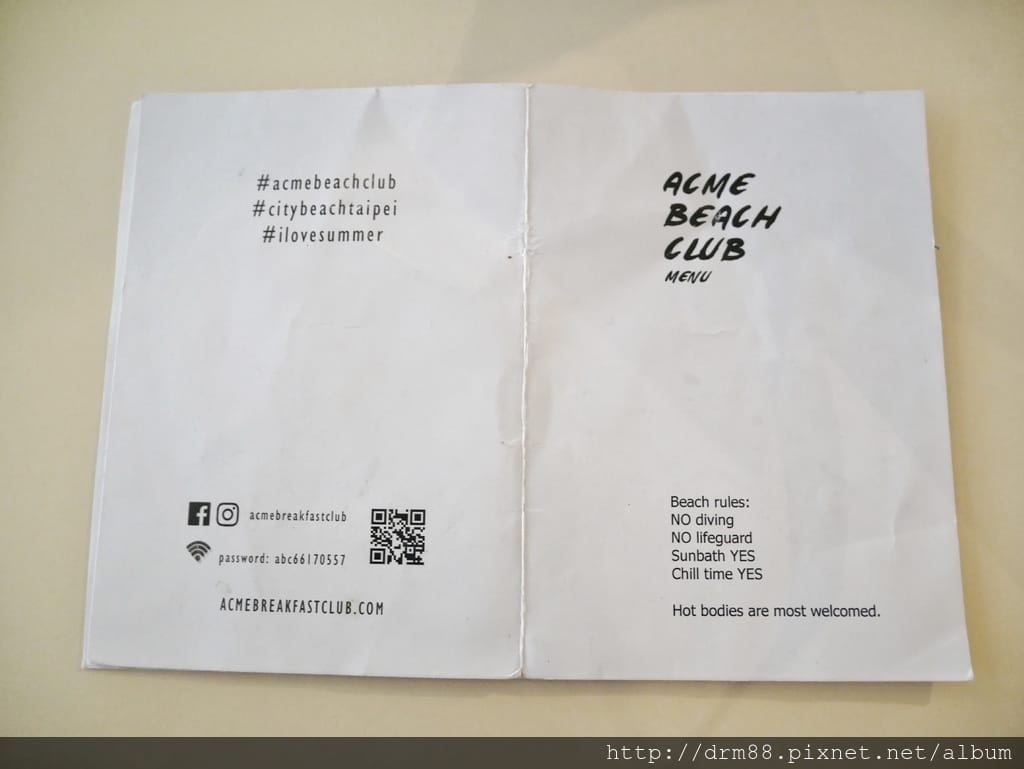 #acmebeachclub
#citybeachtaipei
#ilovesummer
acmebreakfastclub
password: abc66170557
ACMEBREAKFASTCLUB.COM
ACME
BEACH
CLUB
MENU
Beach rules:
NO diving
NO lifeguard
Sunbath YES
Chill time YES
Hot bodies are most welcomed.
http://drm88.pixnet.net/album